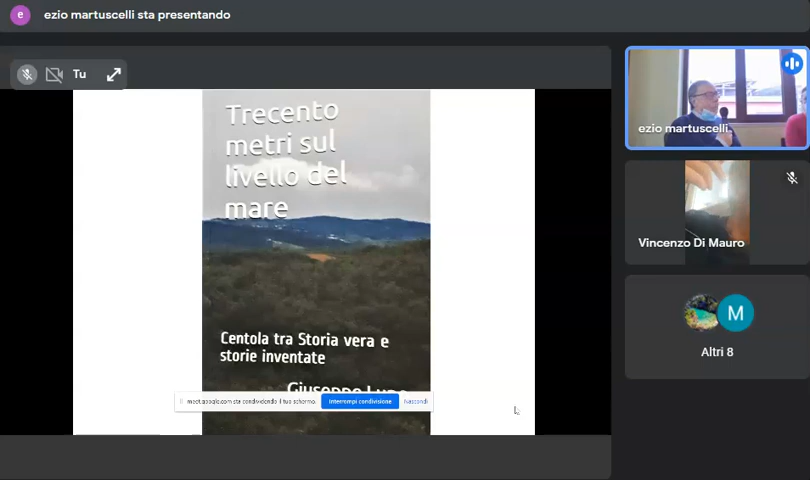 e
ezio martuscelli sta presentando
Tu
Trecento
metri sul
livello del
mare
Centola tra Storia vera e
storie inventate
Giuseppe
meet.google.com sta condividendo il tuo schermo.
Interrompi condivisione
Nascondi
ezio martuscelli
Vincenzo Di Mauro
M
Altri 8